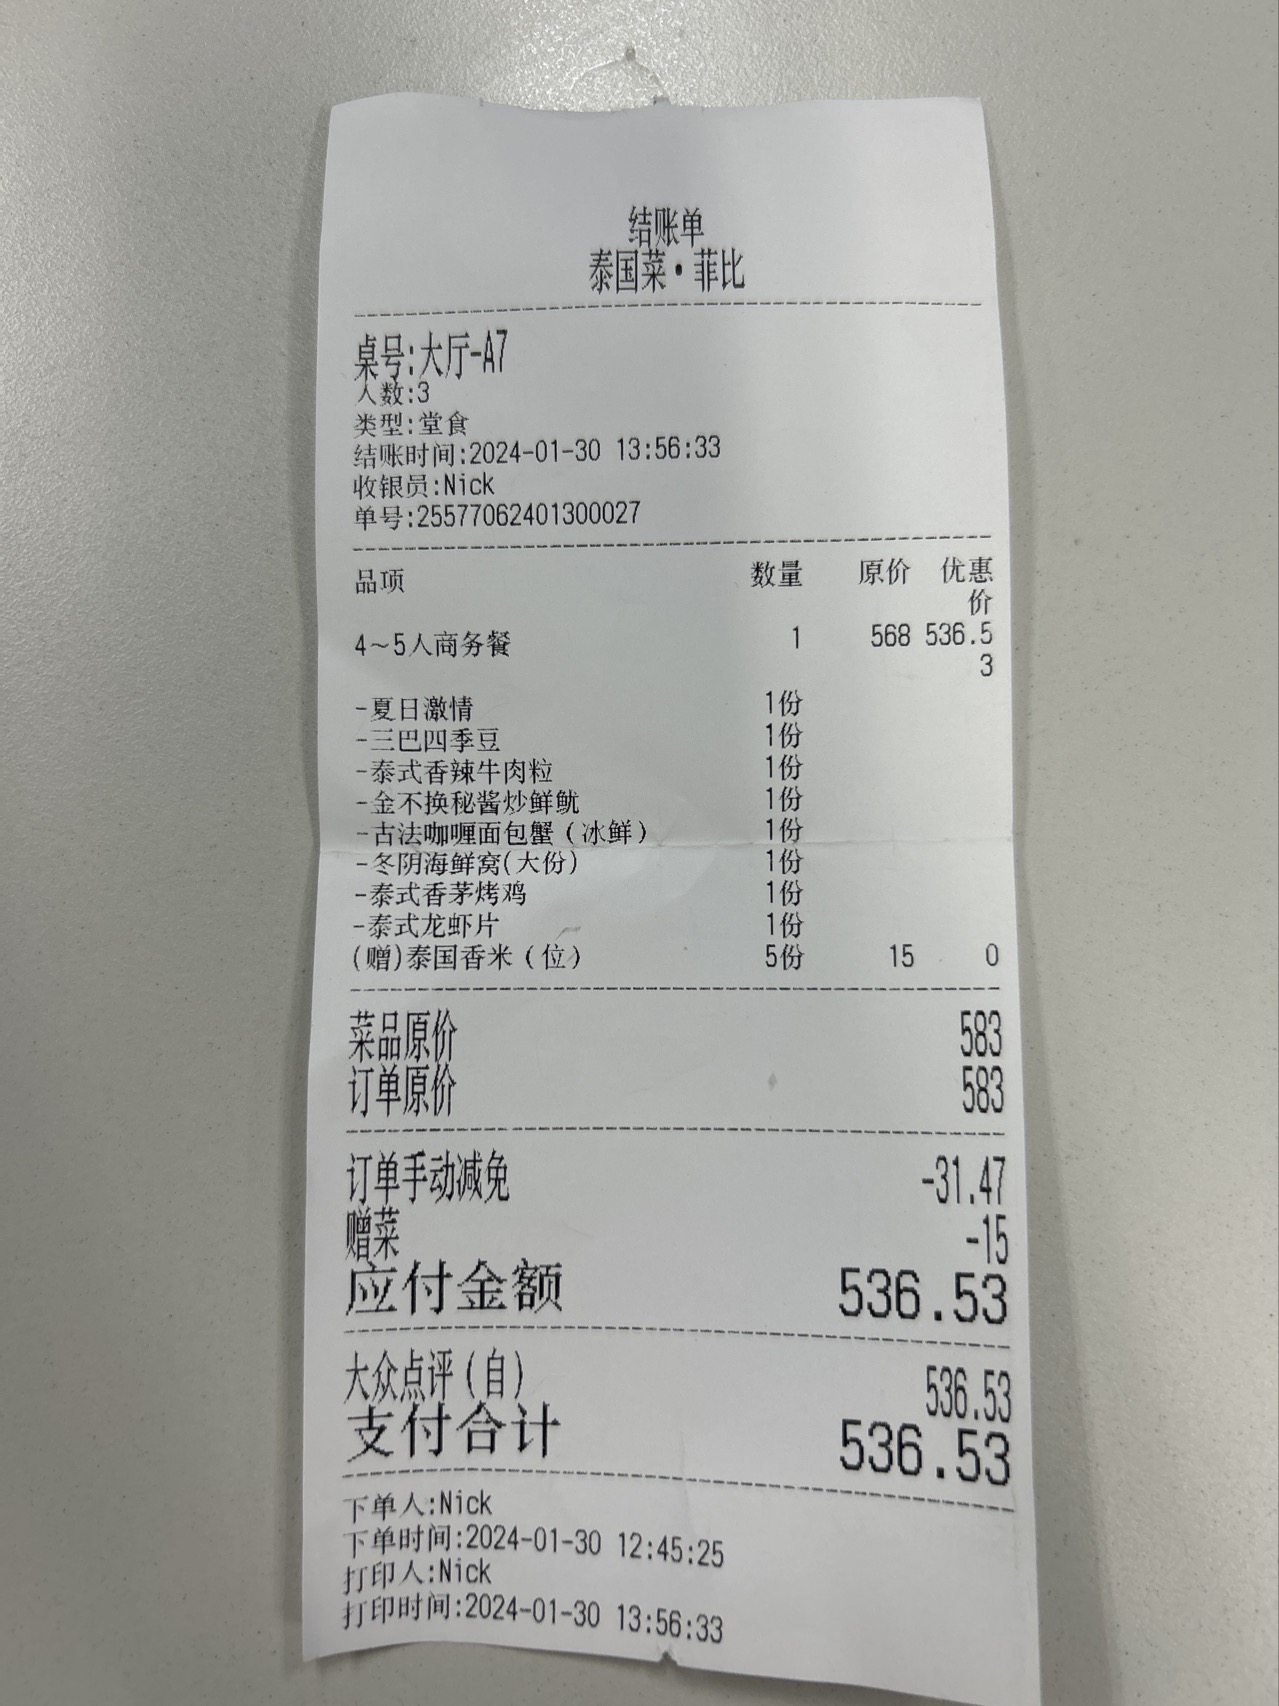 结账单
泰国菜·菲比
桌号:大厅-A7
人数:3
类型:堂食
结账时间:2024-01-30 13:56:33
收银员:Nick
单号:25577062401300027
品项 数量 原价 优惠
价
4~5人商务餐 1 568 536.5
3
-夏日激情 1份
-三巴四季豆 1份
-泰式香辣牛肉粒 1份
-金不换秘酱炒鲜鱿 1份
-古法咖喱面包蟹(冰鲜) 1份
-冬阴海鲜窝(大份) 1份
-泰式香茅烤鸡 1份
-泰式龙虾片 1份
(赠)泰国香米(位) 5份 15 0
菜品原价 583
订单原价 583
订单手动减免 -31.47
赠菜 -15
应付金额 536.53
大众点评(自) 536.53
支付合计 536.53
下单人:Nick
下单时间:2024-01-30 12:45:25
打印人:Nick
打印时间:2024-01-30 13:56:33